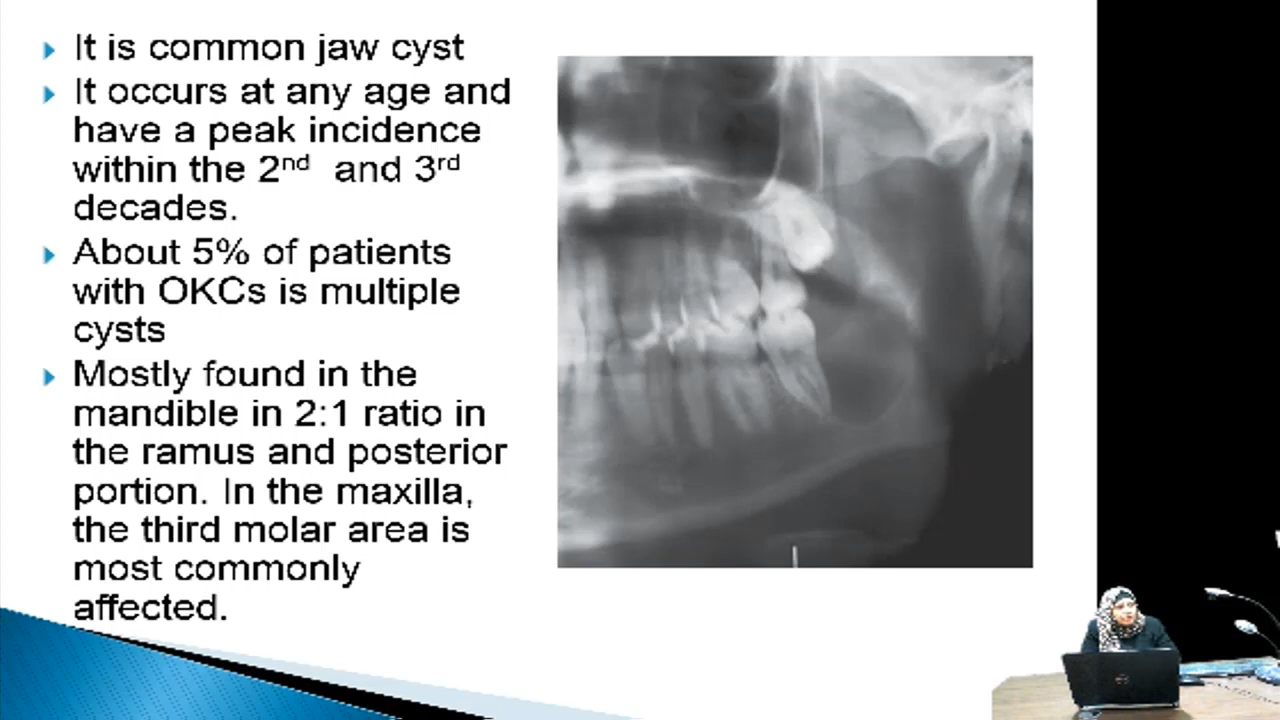 It is common jaw cyst
It occurs at any age and
have a peak incidence
within the 2nd and 3rd
decades.
About 5% of patients
with OKCs is multiple
cysts
Mostly found in the
mandible in 2:1 ratio in
the ramus and posterior
portion. In the maxilla,
the third molar area is
most commonly
affected.